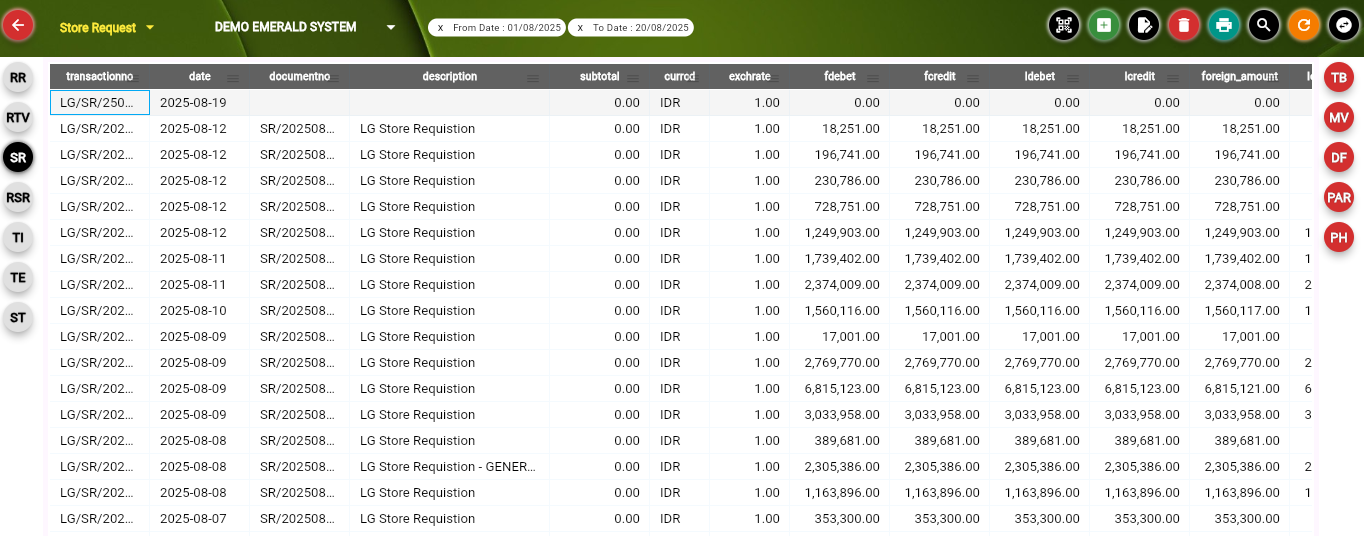 Store Request DEMO EMERALD SYSTEM x From Date : 01/08/2025 x To Date : 20/08/2025
RR RTV SR RSR TI TE ST
transactionno date documentno description subtotal currcd exchrate fdebet fcredit ldebet lcredit foreign_amount
LG/SR/250... 2025-08-19 0.00 IDR 1.00 0.00 0.00 0.00 0.00 0.00
LG/SR/202... 2025-08-12 SR/202508... LG Store Requistion 0.00 IDR 1.00 18,251.00 18,251.00 18,251.00 18,251.00 18,251.00
LG/SR/202... 2025-08-12 SR/202508... LG Store Requistion 0.00 IDR 1.00 196,741.00 196,741.00 196,741.00 196,741.00 196,741.00
LG/SR/202... 2025-08-12 SR/202508... LG Store Requistion 0.00 IDR 1.00 230,786.00 230,786.00 230,786.00 230,786.00 230,786.00
LG/SR/202... 2025-08-12 SR/202508... LG Store Requistion 0.00 IDR 1.00 728,751.00 728,751.00 728,751.00 728,751.00 728,751.00
LG/SR/202... 2025-08-12 SR/202508... LG Store Requistion 0.00 IDR 1.00 1,249,903.00 1,249,903.00 1,249,903.00 1,249,903.00 1,249,903.00 1
LG/SR/202... 2025-08-11 SR/202508... LG Store Requistion 0.00 IDR 1.00 1,739,402.00 1,739,402.00 1,739,402.00 1,739,402.00 1,739,402.00 1
LG/SR/202... 2025-08-11 SR/202508... LG Store Requistion 0.00 IDR 1.00 2,374,009.00 2,374,009.00 2,374,009.00 2,374,009.00 2,374,008.00 2
LG/SR/202... 2025-08-10 SR/202508... LG Store Requistion 0.00 IDR 1.00 1,560,116.00 1,560,116.00 1,560,116.00 1,560,116.00 1,560,117.00 1
LG/SR/202... 2025-08-09 SR/202508... LG Store Requistion 0.00 IDR 1.00 17,001.00 17,001.00 17,001.00 17,001.00 17,001.00
LG/SR/202... 2025-08-09 SR/202508... LG Store Requistion 0.00 IDR 1.00 2,769,770.00 2,769,770.00 2,769,770.00 2,769,770.00 2,769,770.00 2
LG/SR/202... 2025-08-09 SR/202508... LG Store Requistion 0.00 IDR 1.00 6,815,123.00 6,815,123.00 6,815,123.00 6,815,123.00 6,815,121.00 6
LG/SR/202... 2025-08-09 SR/202508... LG Store Requistion 0.00 IDR 1.00 3,033,958.00 3,033,958.00 3,033,958.00 3,033,958.00 3,033,958.00 3
LG/SR/202... 2025-08-08 SR/202508... LG Store Requistion 0.00 IDR 1.00 389,681.00 389,681.00 389,681.00 389,681.00 389,681.00
LG/SR/202... 2025-08-08 SR/202508... LG Store Requistion - GENER... 0.00 IDR 1.00 2,305,386.00 2,305,386.00 2,305,386.00 2,305,386.00 2,305,386.00 2
LG/SR/202... 2025-08-08 SR/202508... LG Store Requistion 0.00 IDR 1.00 1,163,896.00 1,163,896.00 1,163,896.00 1,163,896.00 1,163,896.00 1
LG/SR/202... 2025-08-07 SR/202508... LG Store Requistion 0.00 IDR 1.00 353,300.00 353,300.00 353,300.00 353,300.00 353,300.00
TB MV DF PAR PH